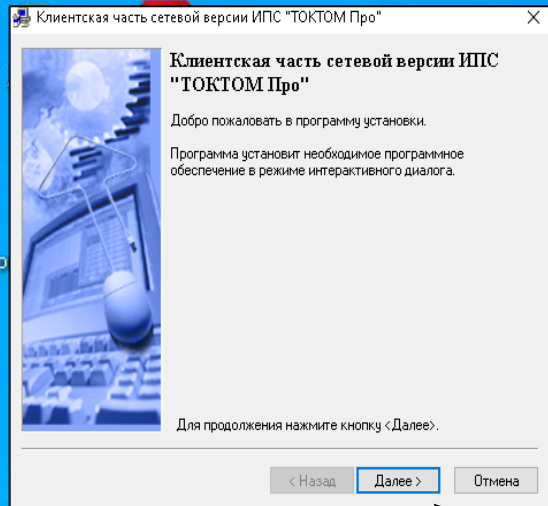 Клиентская часть сетевой версии ИПС "ТОКТОМ Про"
Клиентская часть сетевой версии ИПС
"ТОКТОМ Про"
Добро пожаловать в программу установки.
Программа установит необходимое программное
обеспечение в режиме интерактивного диалога.
Для продолжения нажмите кнопку <Далее>.
< Назад
Далее >
Отмена